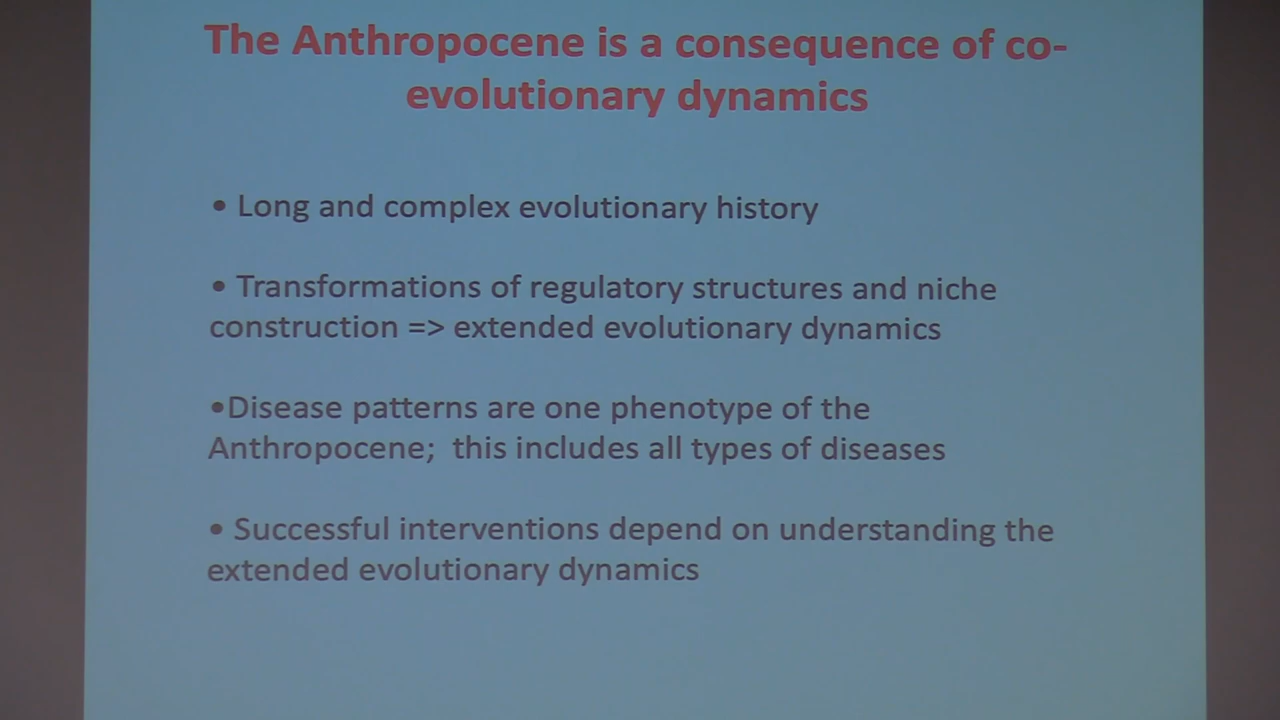 The Anthropocene is a consequence of co-
evolutionary dynamics
• Long and complex evolutionary history
• Transformations of regulatory structures and niche
construction => extended evolutionary dynamics
•Disease patterns are one phenotype of the
Anthropocene;  this includes all types of diseases
• Successful interventions depend on understanding the
extended evolutionary dynamics